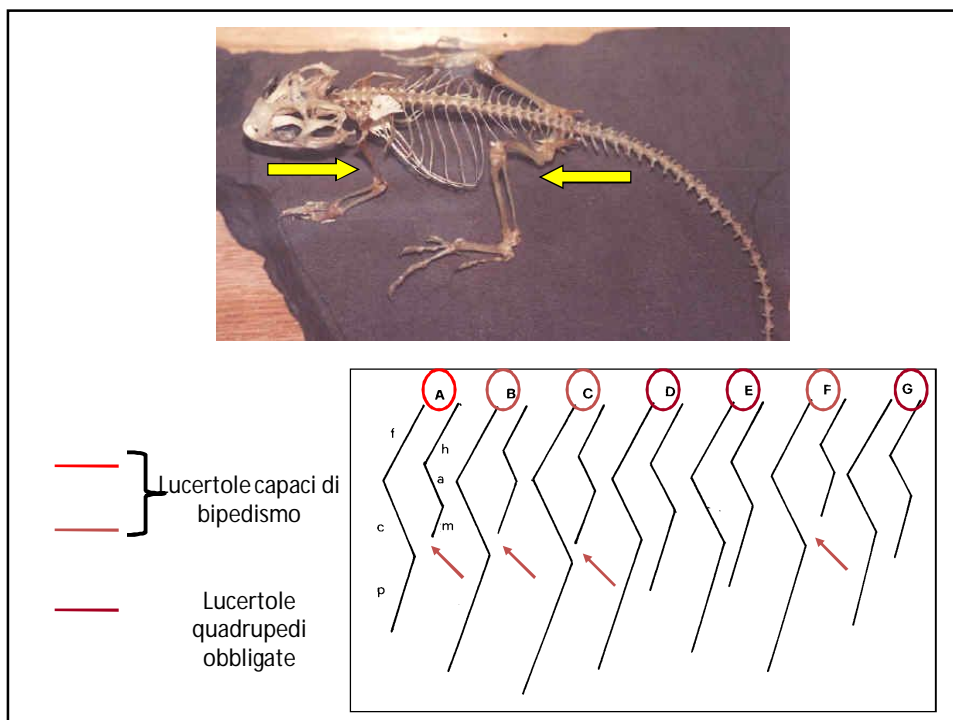 A B C D E F G
f
h
a
c
m
p
Lucertole capaci di
bipedismo
Lucertole
quadrupedi
obbligate